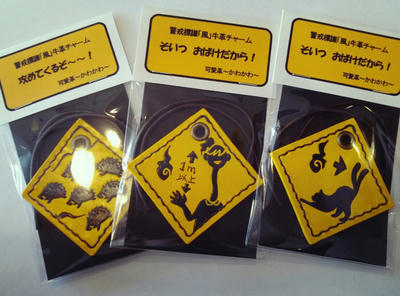 警戒標識「風」牛革チャーム
攻めてくるぞ〜〜！
可愛革〜かわかわ〜
警戒標識「風」牛革チャーム
そいつ おばけだから！
可愛革〜かわかわ〜
1m
以上
警戒標識「風」牛革チャーム
そいつ おばけだから！
可愛革〜かわかわ〜